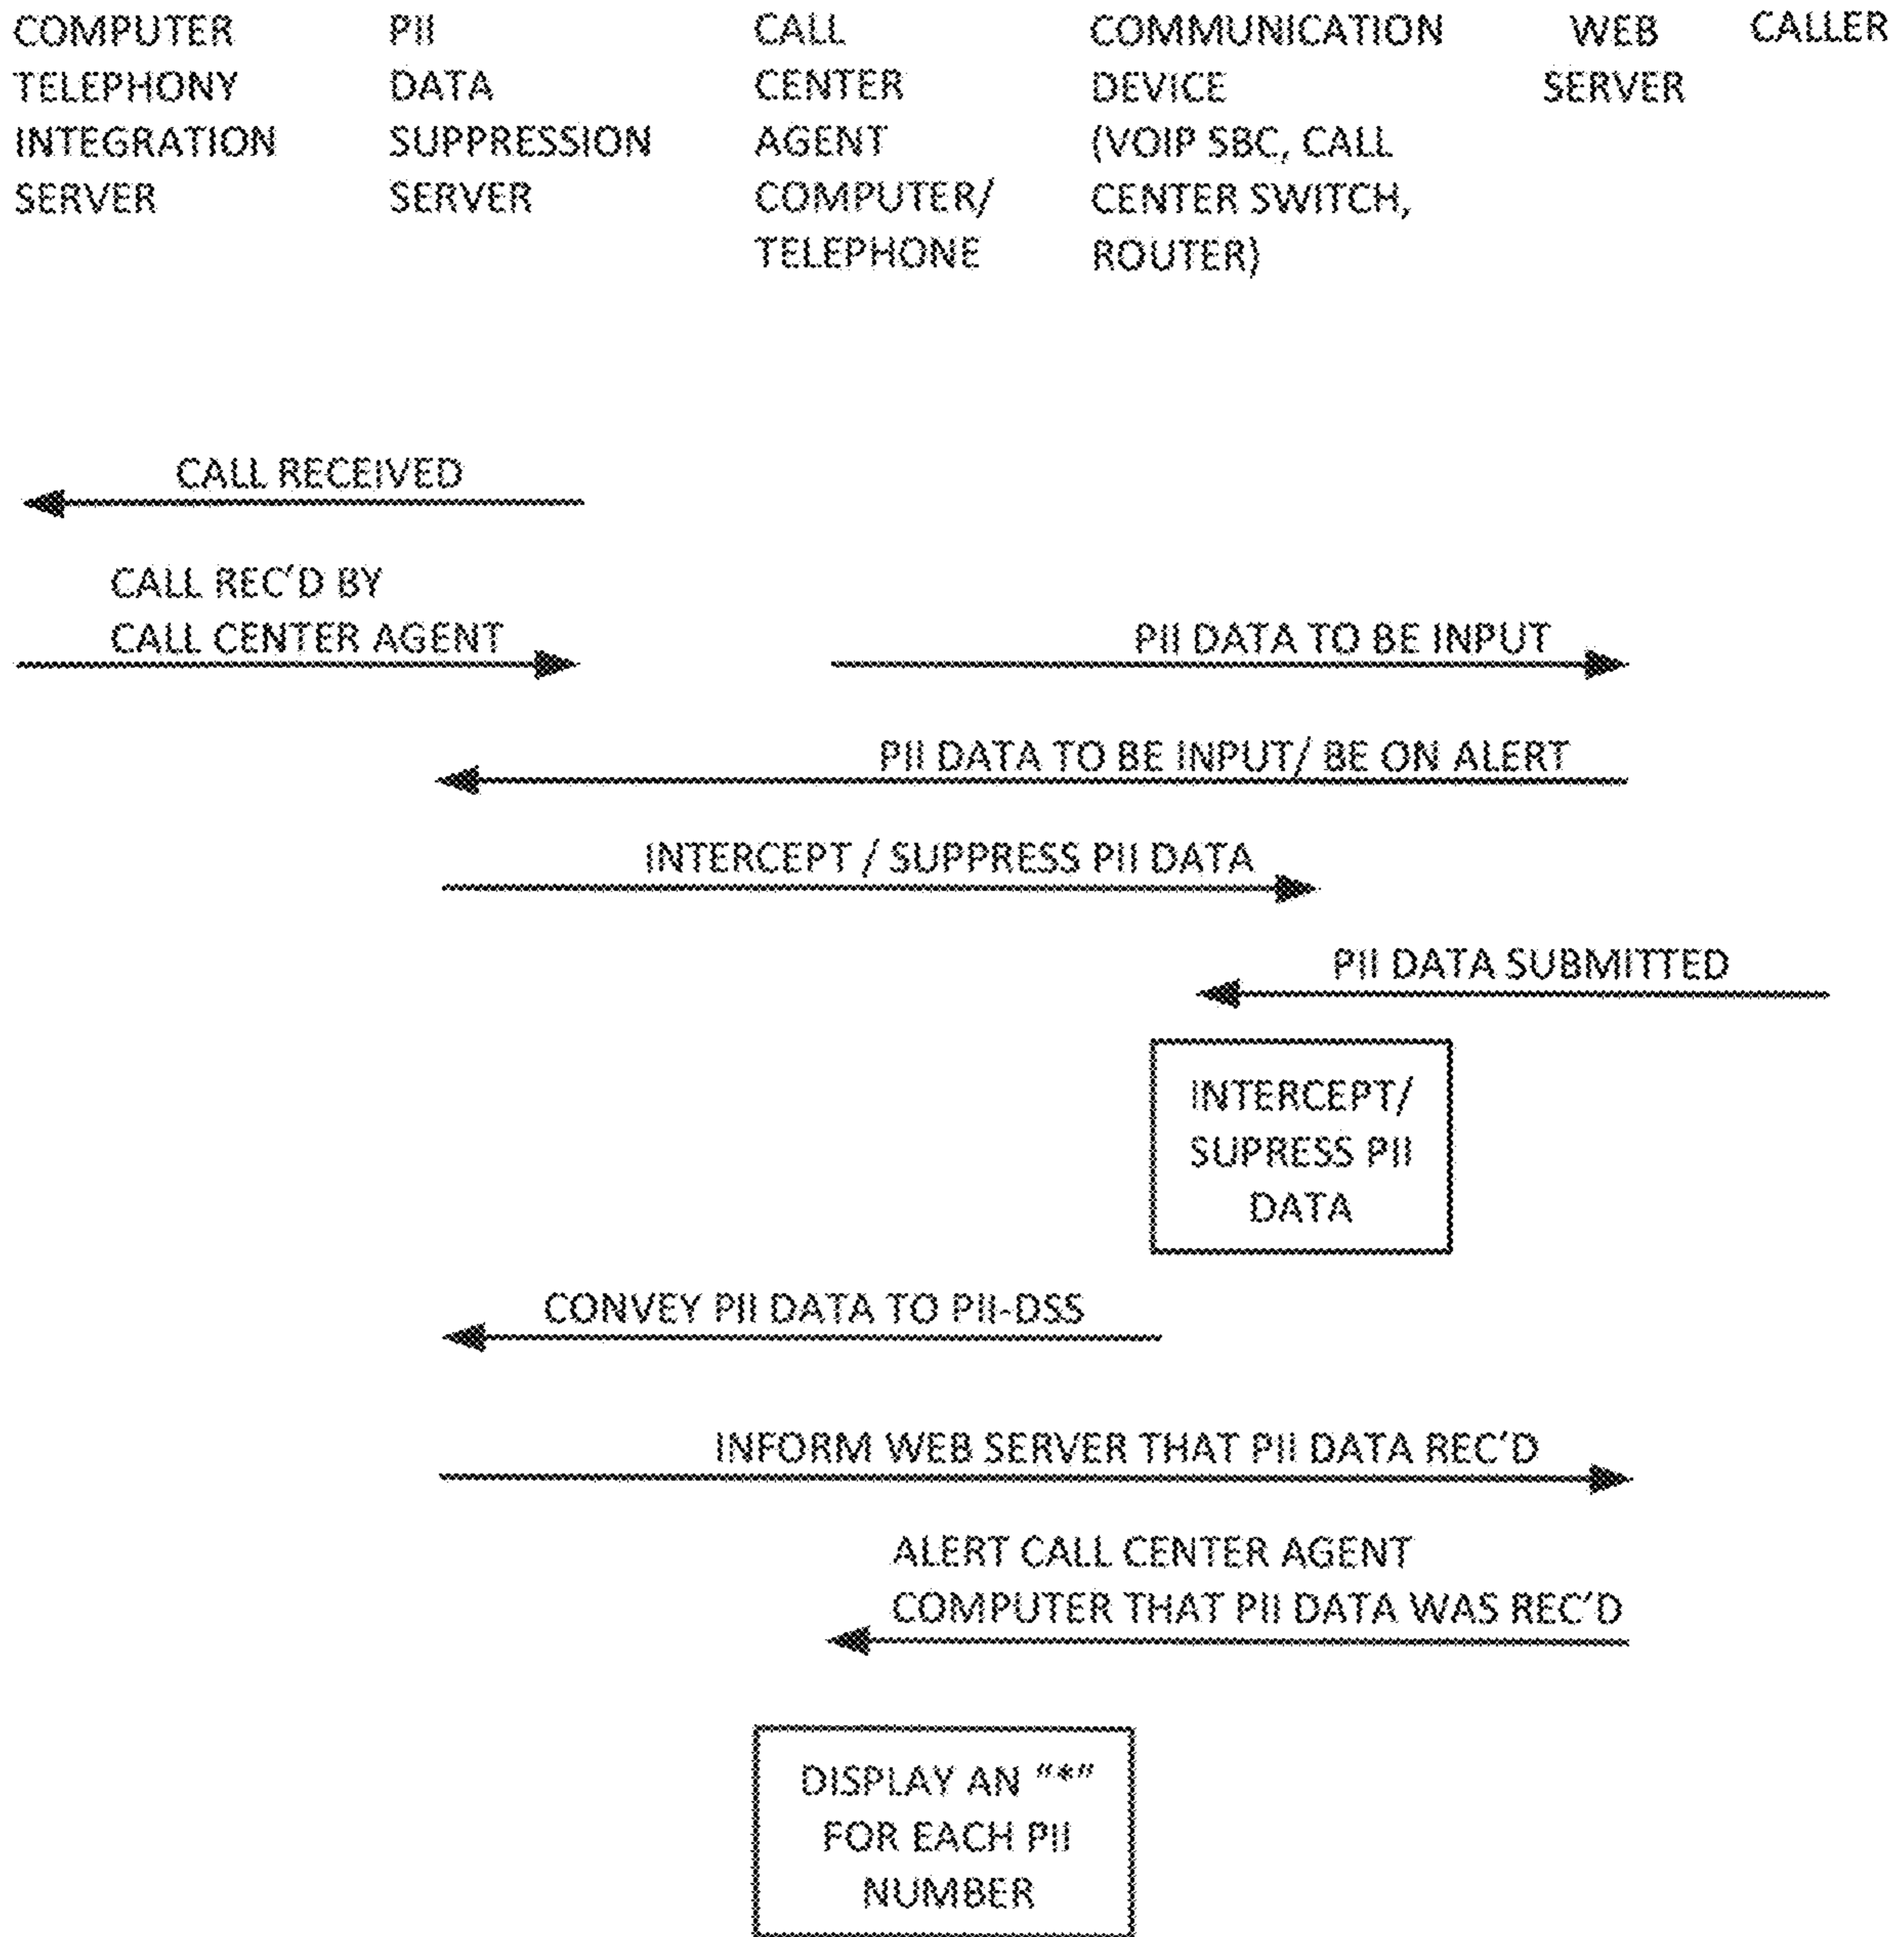 COMPUTER
TELEPHONY
INTEGRATION
SERVER
PII
DATA
SUPPRESSION
SERVER
CALL
CENTER
AGENT
COMPUTER/
TELEPHONE
COMMUNICATION
DEVICE
(VOIP SBC, CALL
CENTER SWITCH,
ROUTER)
WEB
SERVER
CALLER
CALL RECEIVED
CALL REC'D BY
CALL CENTER AGENT
PII DATA TO BE INPUT
PII DATA TO BE INPUT/ BE ON ALERT
INTERCEPT / SUPPRESS PII DATA
PII DATA SUBMITTED
INTERCEPT/
SUPRESS PII
DATA
CONVEY PII DATA TO PII-DSS
INFORM WEB SERVER THAT PII DATA REC'D
ALERT CALL CENTER AGENT
COMPUTER THAT PII DATA WAS REC'D
DISPLAY AN "*"
FOR EACH PII
NUMBER